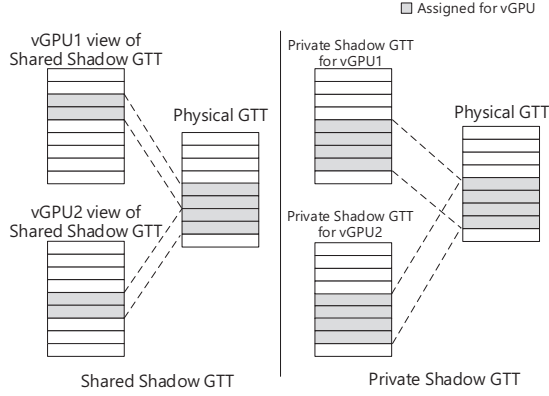 Assigned for vGPU
vGPU1 view of
Shared Shadow GTT
Physical GTT
vGPU2 view of
Shared Shadow GTT
Shared Shadow GTT
Private Shadow GTT
for vGPU1
Physical GTT
Private Shadow GTT
for vGPU2
Private Shadow GTT